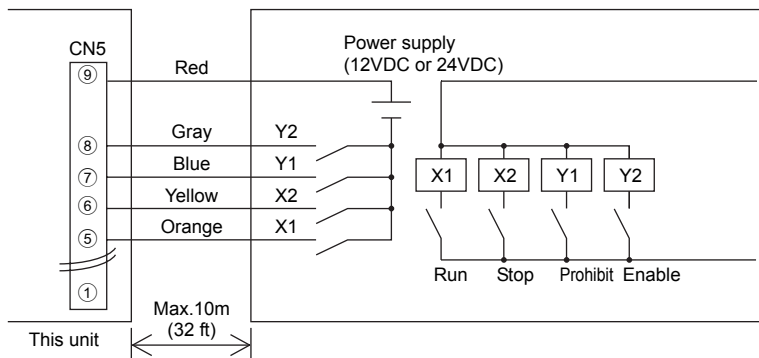 CN5
Power supply
(12VDC or 24VDC)
⑨ Red
⑧ Gray Y2
⑦ Blue Y1
⑥ Yellow X2
⑤ Orange X1
①
X1 X2 Y1 Y2
Run Stop Prohibit Enable
Max.10m
(32 ft)
This unit